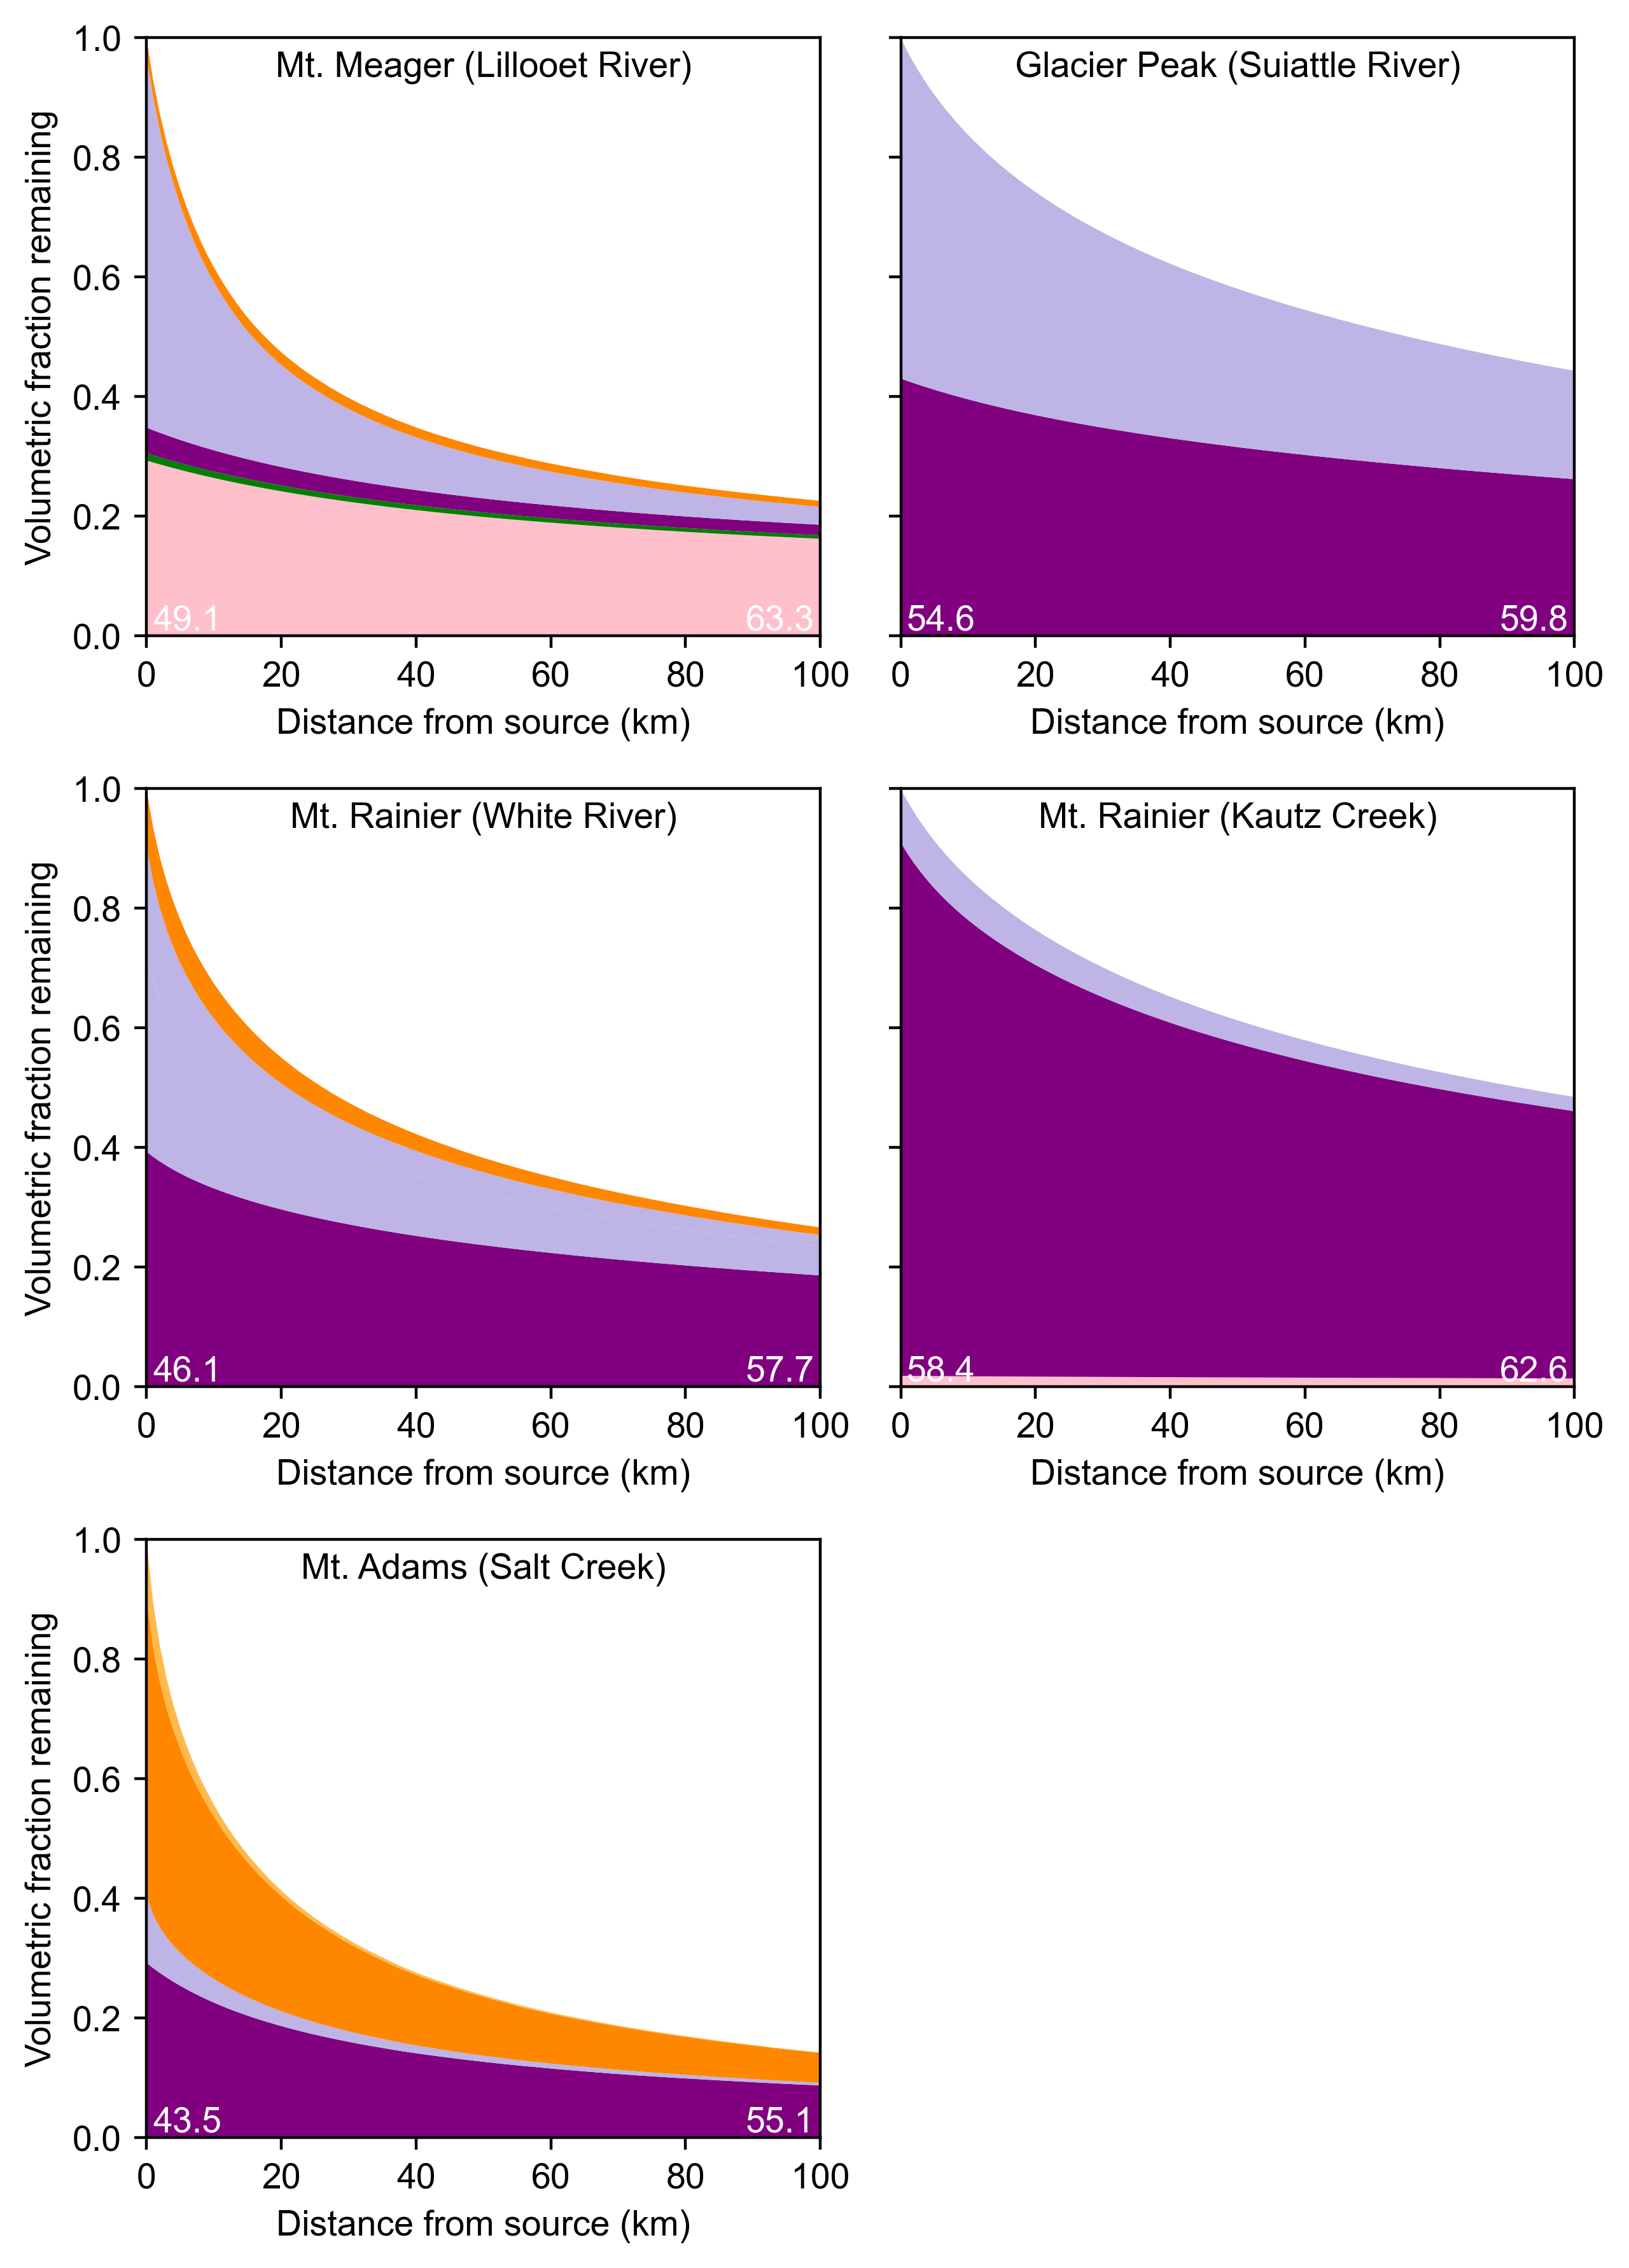 Mt. Meager (Lillooet River)
Volumetric fraction remaining
1.0
0.8
0.6
0.4
0.2
0.0
49.1
63.3
0 20 40 60 80 100
Distance from source (km)
Glacier Peak (Suiattle River)
54.6
59.8
0 20 40 60 80 100
Distance from source (km)
Mt. Rainier (White River)
Volumetric fraction remaining
1.0
0.8
0.6
0.4
0.2
0.0
46.1
57.7
0 20 40 60 80 100
Distance from source (km)
Mt. Rainier (Kautz Creek)
58.4
62.6
0 20 40 60 80 100
Distance from source (km)
Mt. Adams (Salt Creek)
Volumetric fraction remaining
1.0
0.8
0.6
0.4
0.2
0.0
43.5
55.1
0 20 40 60 80 100
Distance from source (km)